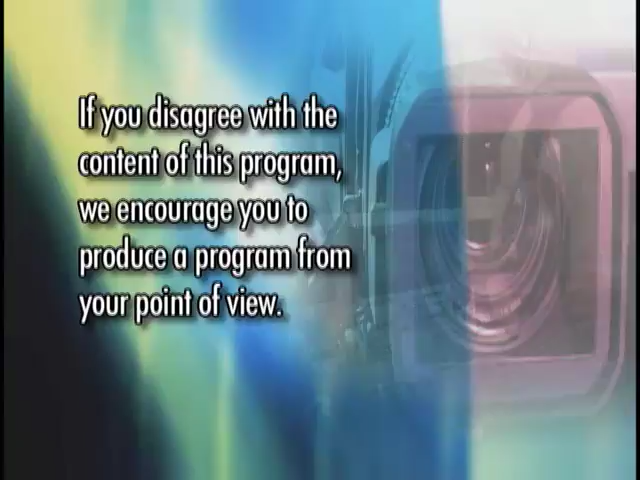 If you disagree with the
content of this program,
we encourage you to
produce a program from
your point of view.